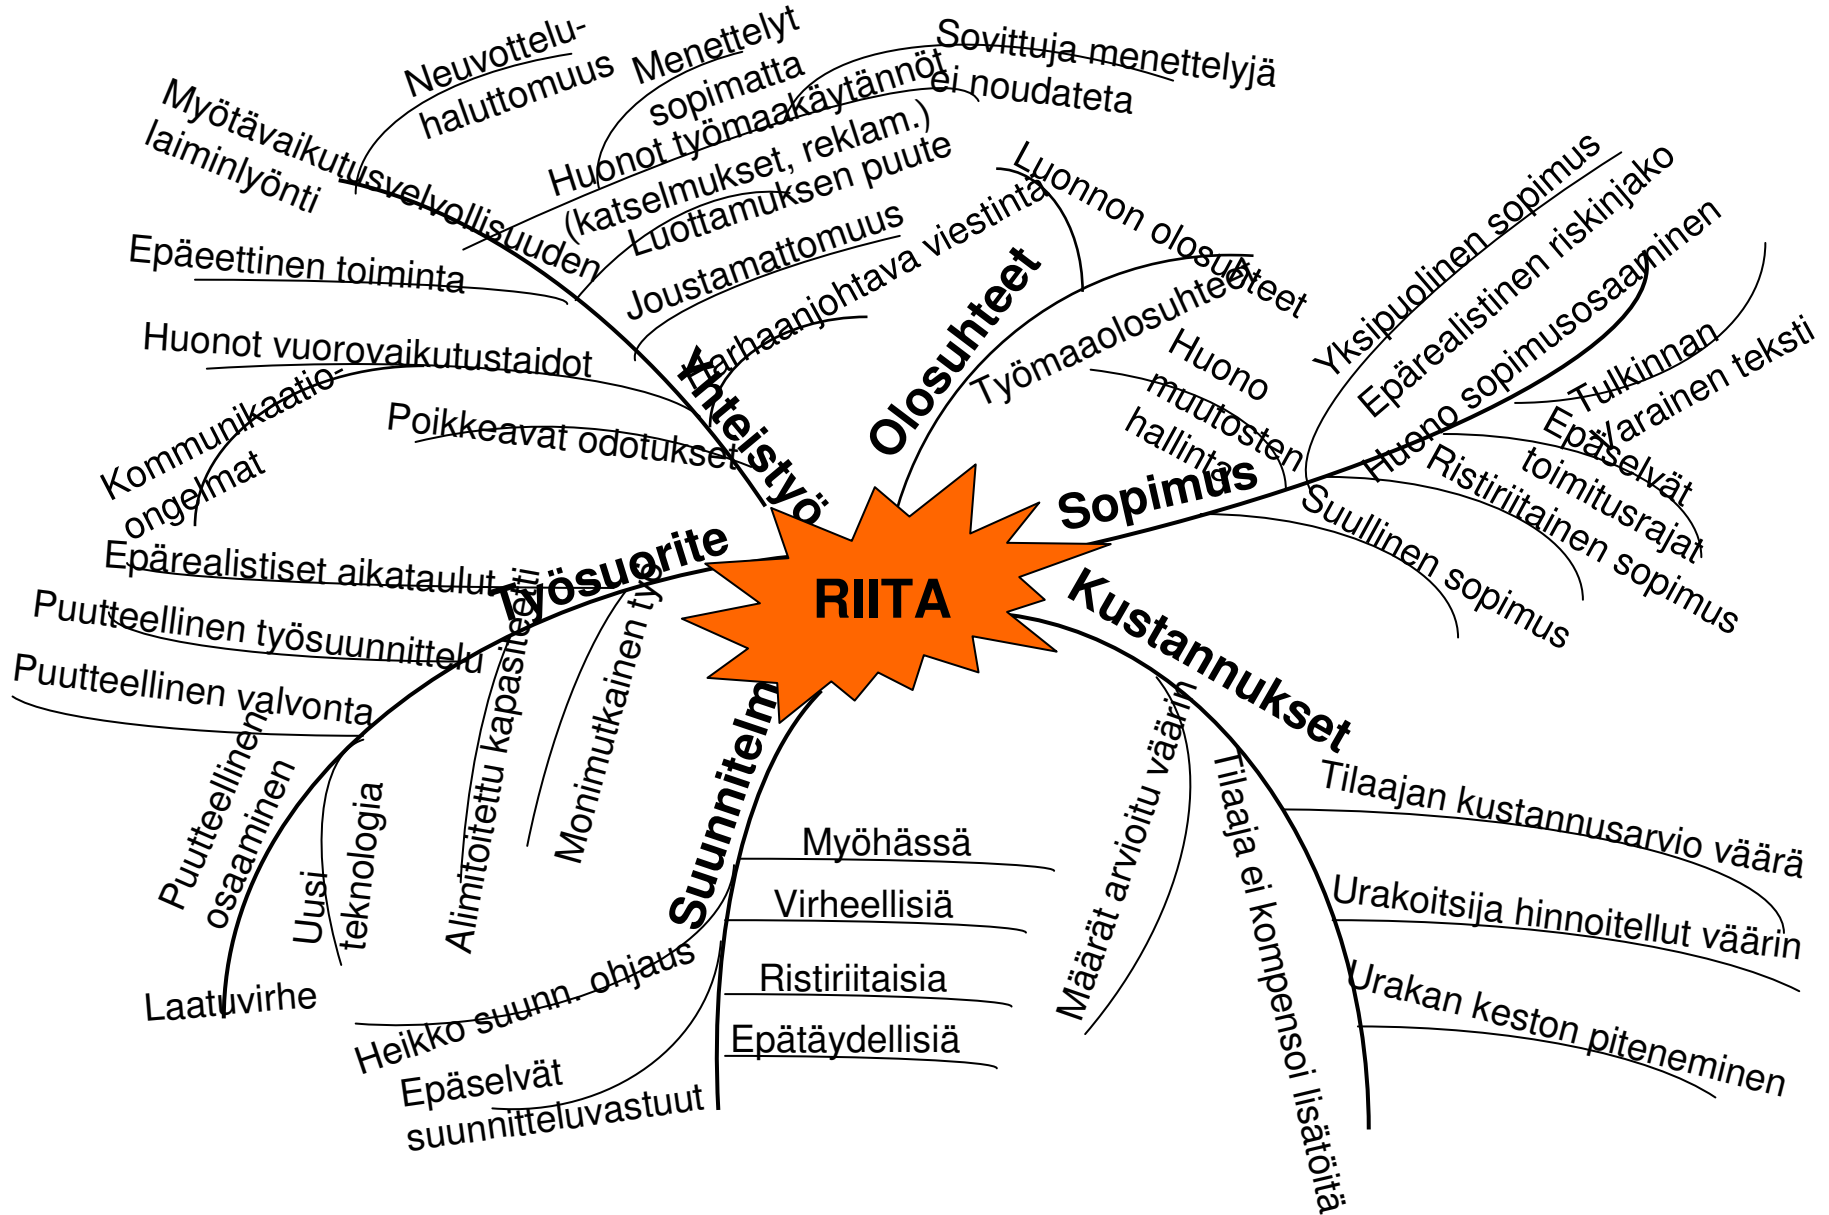 Neuvottelu-
haluttomuus
Menettelyt
sopimatta
Sovittuja menettelyjä
ei noudateta
Myötävaikutusvelvollisuuden
laiminlyönti
Huonot työmaakäytännöt
(katselmukset, reklam.)
Luottamuksen puute
Joustamattomuus
Harhaanjohtava viestintä
Epäeettinen toiminta
Huonot vuorovaikutustaidot
Kommunikaatio-
ongelmat
Poikkeavat odotukset
Yhteistyö
Olosuhteet
Luonnon olosuhteet
Työmaaolosuhteet
Sopimus
Huono
muutosten
hallinta
Yksipuolinen sopimus
Epärealistinen riskinjako
Huono sopimusosaaminen
Tulkinnan
varainen teksti
Epäselvät
toimitusrajat
Ristiriitainen sopimus
Suullinen sopimus
RIITA
Työsuorite
Epärealistiset aikataulut
Puutteellinen työsuunnittelu
Puutteellinen valvonta
Puutteellinen
osaaminen
Uusi
teknologia
Alimitoitettu kapasiteetti
Monimutkainen työ
Laatuvirhe
Suunnitelm
Myöhässä
Virheellisiä
Ristiriitaisia
Epätäydellisiä
Heikko suunn. ohjaus
Epäselvät
suunnitteluvastuut
Kustannukset
Määrät arvioitu väärin
Tilaaja ei kompensoi lisätöitä
Tilaajan kustannusarvio väärä
Urakoitsija hinnoitellut väärin
Urakan keston piteneminen